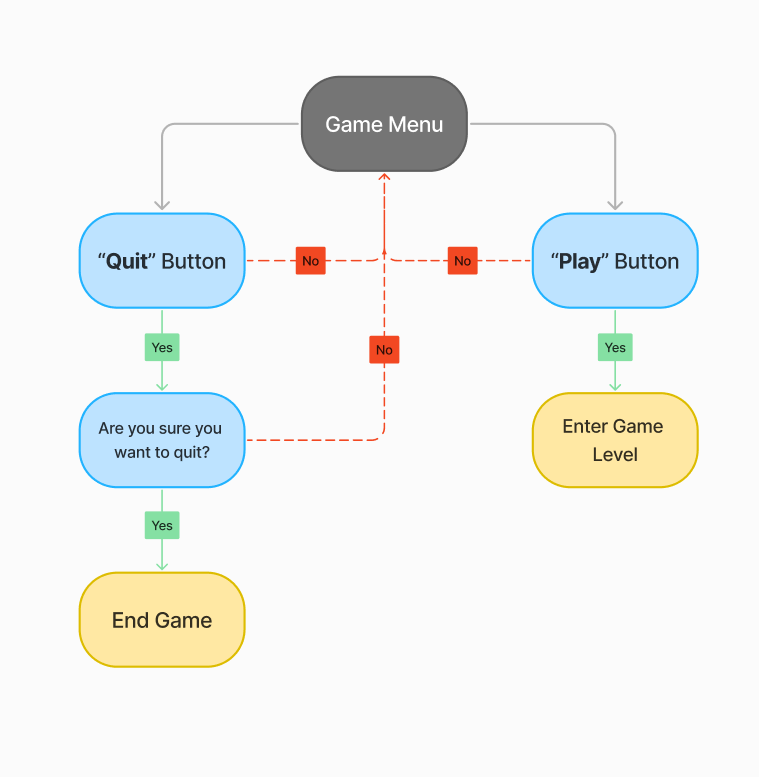 Game Menu
“Quit” Button
No
No
“Play” Button
Yes
No
Yes
Are you sure you
want to quit?
Enter Game
Level
Yes
End Game